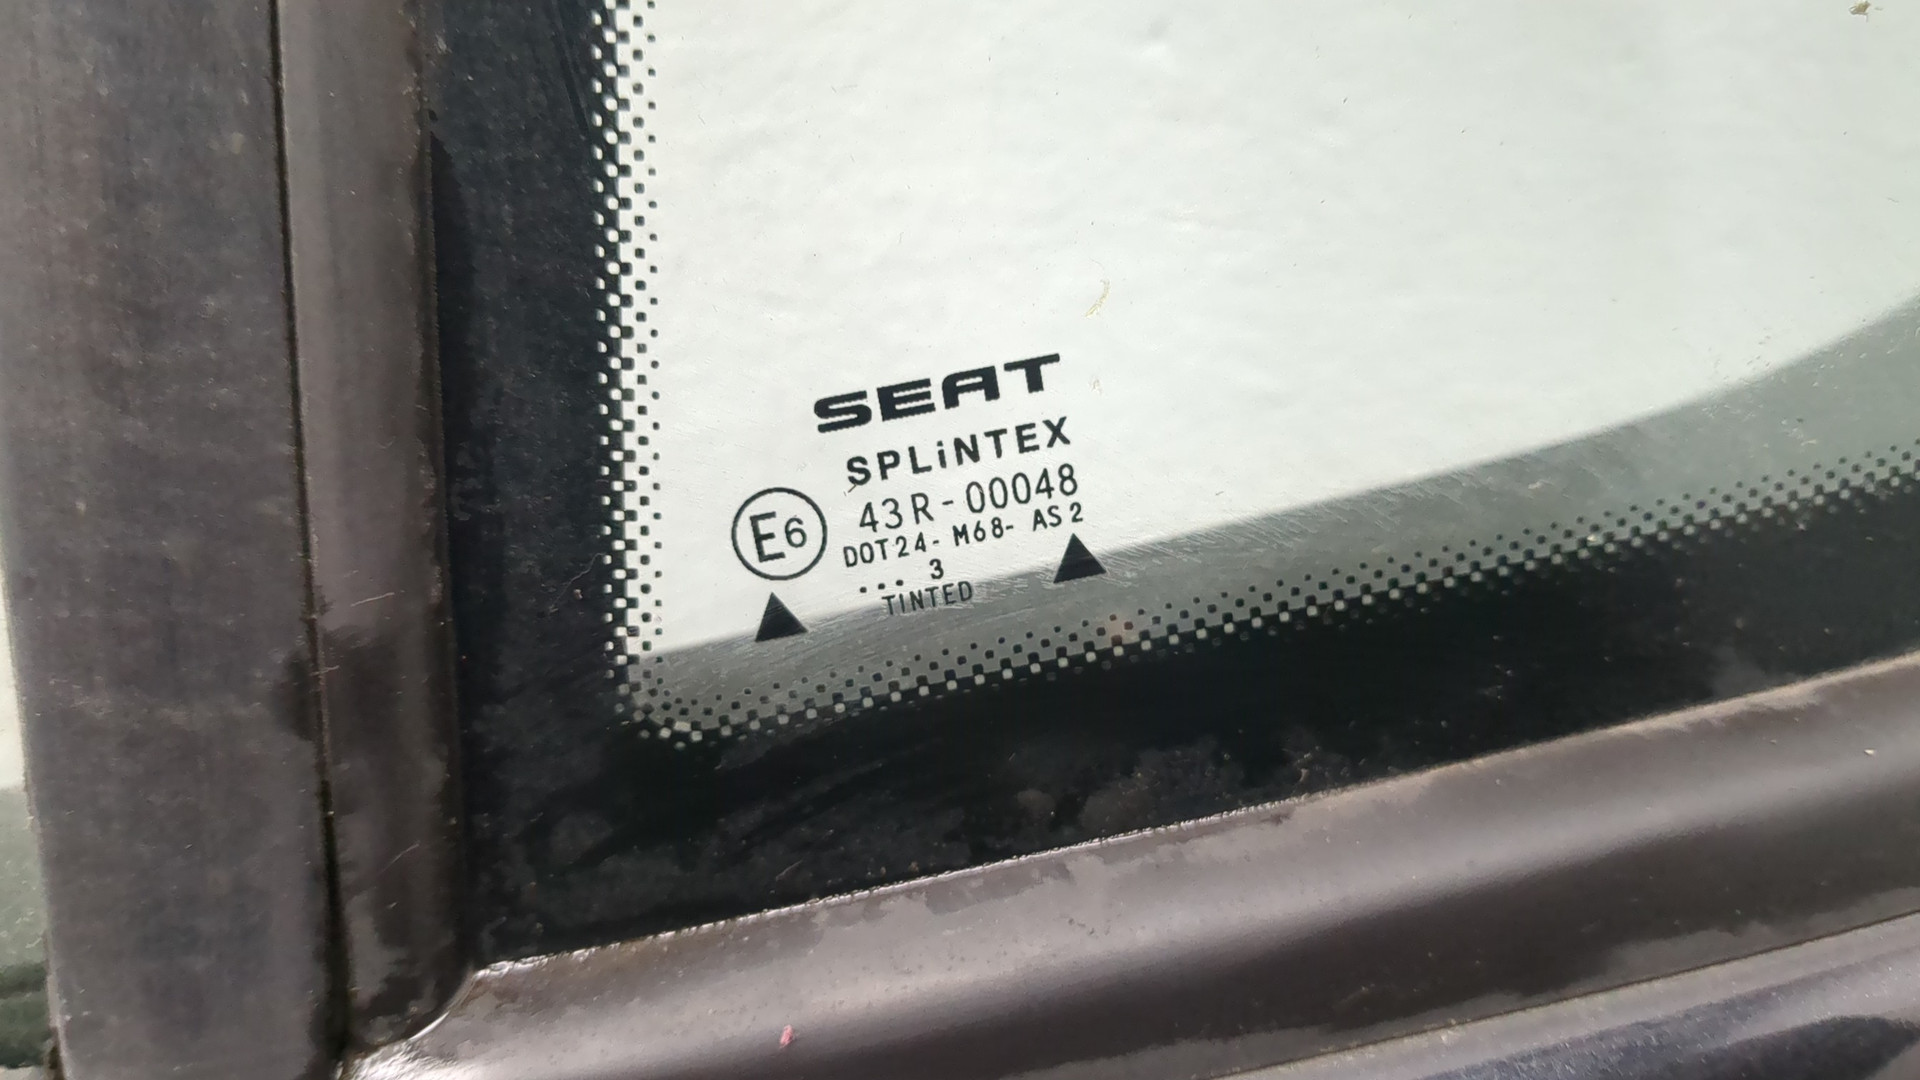 SEAT
SPLiNTEX
E6
43R-00048
DOT24-M68-AS2
... 3
TINTED